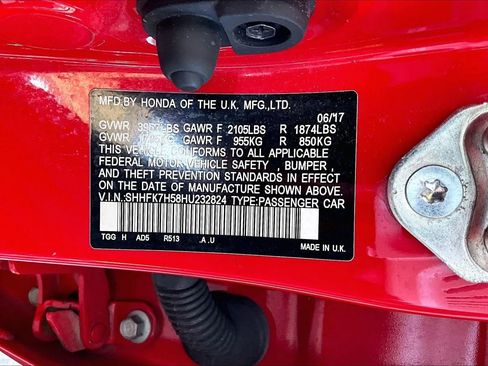 MFD.BY HONDA OF THE U.K. MFG.,LTD.
06/17
GVWR LBS GAWR F 2105LBS R 1874LBS
GVWR KG GAWR F 955KG R 850KG
THIS VEHICLE CONFORMS TO ALL APPLICABLE
FEDERAL MOTOR VEHICLE SAFETY , BUMPER ,
AND THEFT PREVENTION STANDARDS IN EFFECT
ON THE DATE OF MANUFACTURE SHOWN ABOVE.
V.I.N.:SHHFK7H58HU232824 TYPE:PASSENGER CAR
TGG H AD5 R513 .A .U MADE IN U.K.